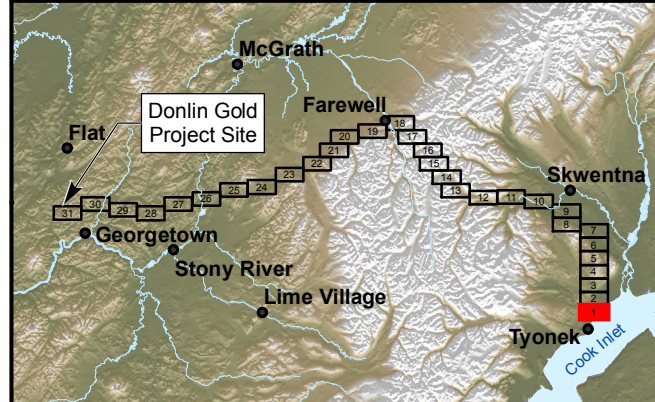 McGrath
Donlin Gold
Project Site
Farewell
Flat
18
19
17
20
16
21
15
22
14
23
13
24
12
25
11
26
10
27
9
28
8
29
7
30
6
31
5
4
3
2
1
Skwentna
Georgetown
Stony River
Lime Village
Tyonek
Cook Inlet